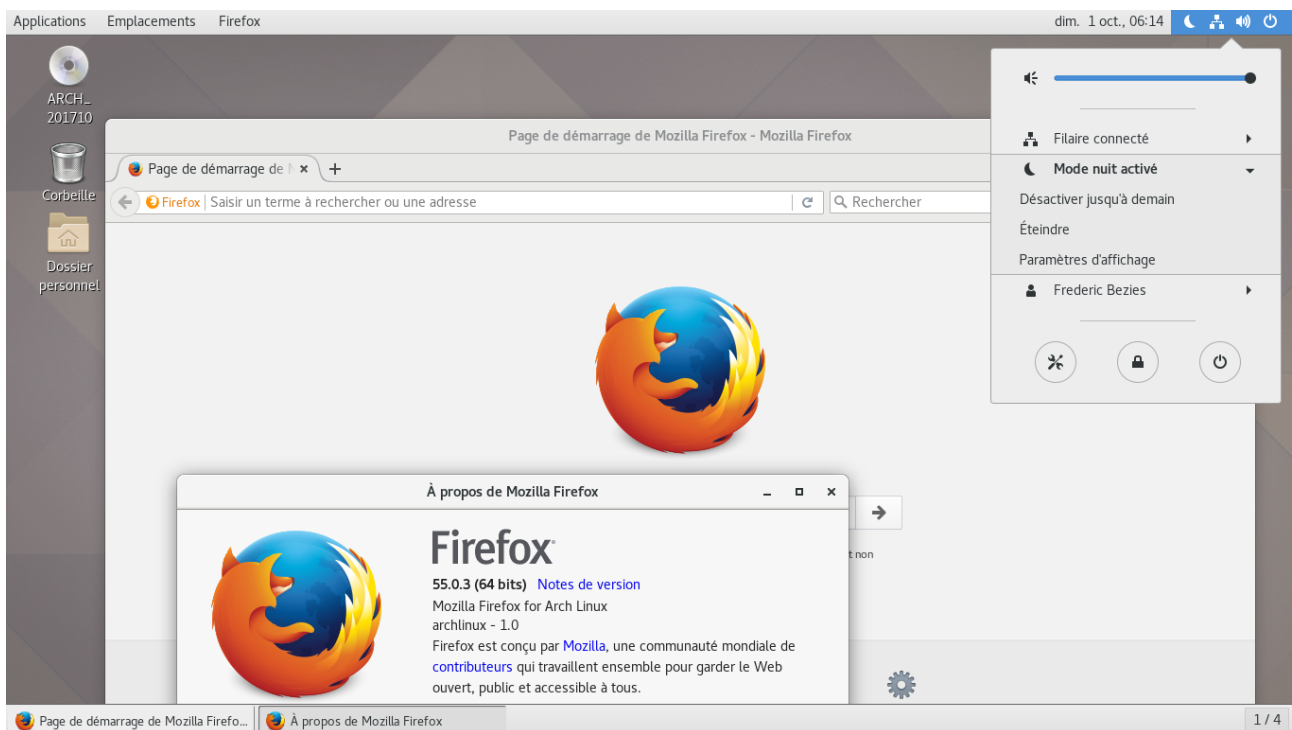 Applications Emplacements Firefox
dim. 1 oct., 06:14
ARCH_
201710
Corbeille
Dossier
personnel
Page de démarrage de Mozilla Firefox - Mozilla Firefox
Page de démarrage de
Firefox Saisir un terme à rechercher ou une adresse
Rechercher
Filaire connecté
Mode nuit activé
Désactiver jusqu'à demain
Éteindre
Paramètres d'affichage
Frederic Bezies
À propos de Mozilla Firefox
Firefox
55.0.3 (64 bits) Notes de version
Mozilla Firefox for Arch Linux
archlinux - 1.0
Firefox est conçu par Mozilla, une communauté mondiale de
contributeurs qui travaillent ensemble pour garder le Web
ouvert, public et accessible à tous.
t non
Page de démarrage de Mozilla Firefo...
À propos de Mozilla Firefox
1 / 4